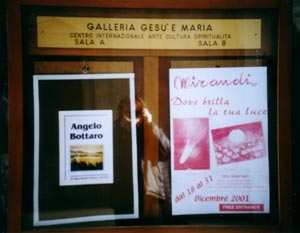 GALLERIA GESU' E MARIA
CENTRO INTERNAZIONALE ARTE CULTURA SPIRITUALITA
SALA A
SALA B
Angelo
Bottaro
Mirandi
Dove brilla
la tua luce
dal 18 al 31
Dicembre 2001
FREE ENTRANCE